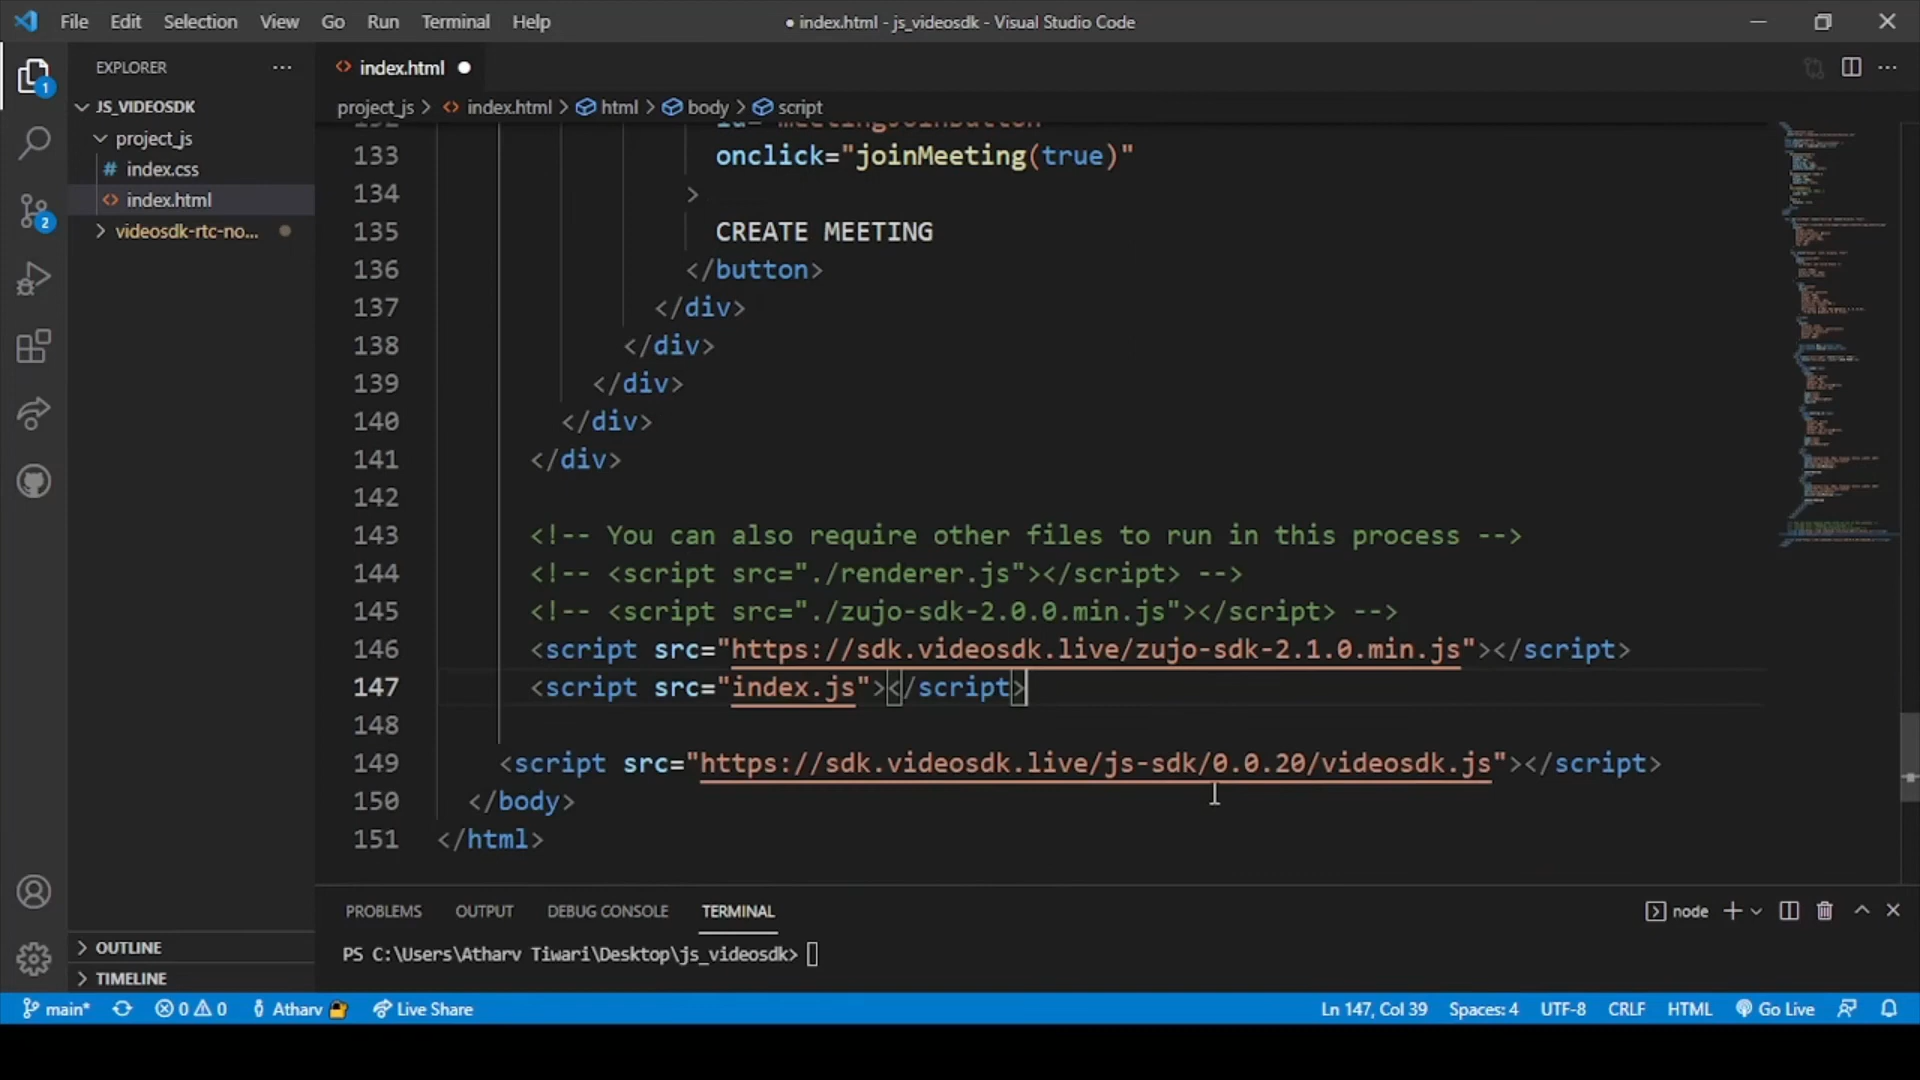 File Edit Selection View Go Run Terminal Help
● index.html - js_videosdk - Visual Studio Code
EXPLORER
index.html
JS_VIDEOSDK
project_js
index.css
index.html
videosdk-rtc-no...
1
2
project_js > index.html > html > body > script
133 onclick="joinMeeting(true)"
134 >
135 CREATE MEETING
136 </button>
137 </div>
138 </div>
139 </div>
140 </div>
141 </div>
142
143 <!-- You can also require other files to run in this process -->
144 <!-- <script src="./renderer.js"></script> -->
145 <!-- <script src="./zujo-sdk-2.0.0.min.js"></script> -->
146 <script src="https://sdk.videosdk.live/zujo-sdk-2.1.0.min.js"></script>
147 <script src="index.js"></script>
148
149 <script src="https://sdk.videosdk.live/js-sdk/0.0.20/videosdk.js"></script>
150 </body>
151 </html>
OUTLINE
TIMELINE
PROBLEMS OUTPUT DEBUG CONSOLE TERMINAL
node
PS C:\Users\Atharv Tiwari\Desktop\js_videosdk>
main* 0 0 Atharv Live Share
Ln 147, Col 39 Spaces: 4 UTF-8 CRLF HTML Go Live